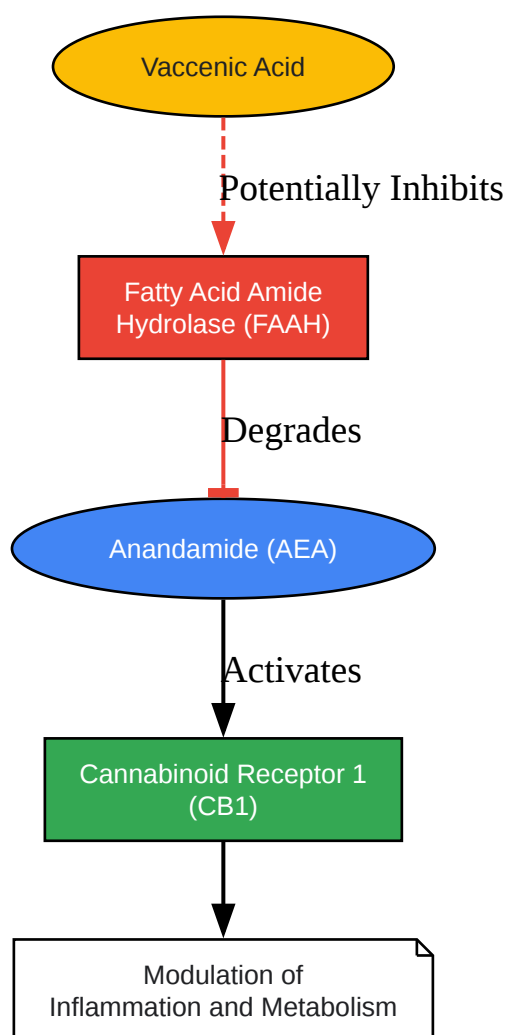 Vaccenic Acid
Potentially Inhibits
Fatty Acid Amide
Hydrolase (FAAH)
Degrades
Anandamide (AEA)
Activates
Cannabinoid Receptor 1
(CB1)
Modulation of
Inflammation and Metabolism